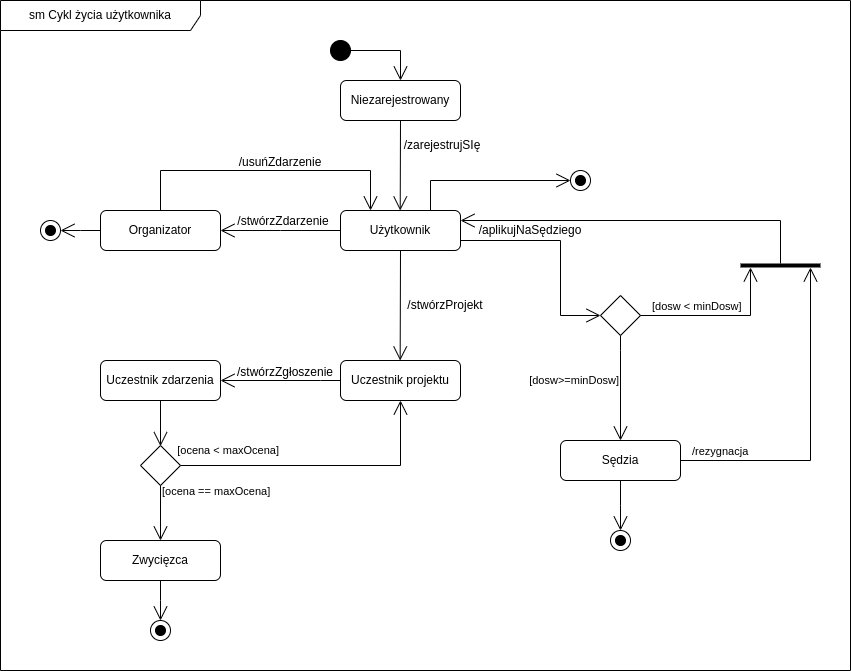 sm Cykl życia użytkownika
Niezarejestrowany
/zarejestrujSIę
/usuńZdarzenie
Organizator
/stwórzZdarzenie
Użytkownik
/aplikujNaSędziego
/stwórzProjekt
[dosw < minDosw]
Uczestnik zdarzenia
/stwórzZgłoszenie
Uczestnik projektu
[dosw>=minDosw]
[ocena < maxOcena]
[ocena == maxOcena]
Sędzia
/rezygnacja
Zwycięzca